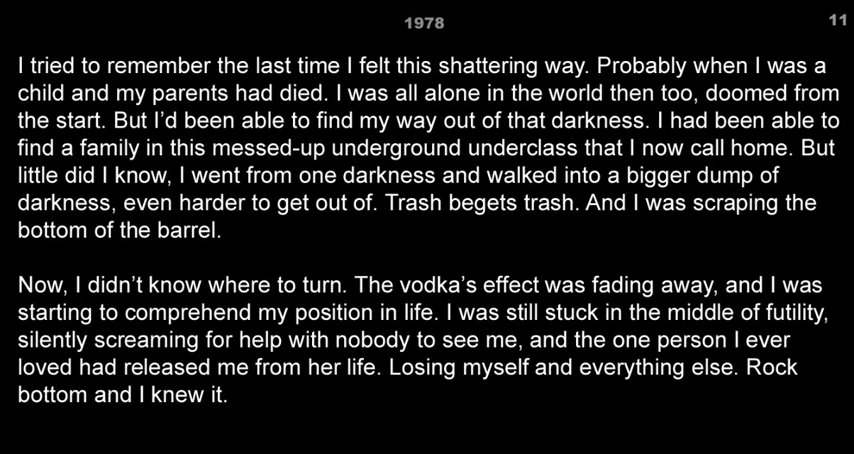 1978
11
I tried to remember the last time I felt this shattering way. Probably when I was a
child and my parents had died. I was all alone in the world then too, doomed from
the start. But I’d been able to find my way out of that darkness. I had been able to
find a family in this messed-up underground underclass that I now call home. But
little did I know, I went from one darkness and walked into a bigger dump of
darkness, even harder to get out of. Trash begets trash. And I was scraping the
bottom of the barrel.
Now, I didn’t know where to turn. The vodka’s effect was fading away, and I was
starting to comprehend my position in life. I was still stuck in the middle of futility,
silently screaming for help with nobody to see me, and the one person I ever
loved had released me from her life. Losing myself and everything else. Rock
bottom and I knew it.